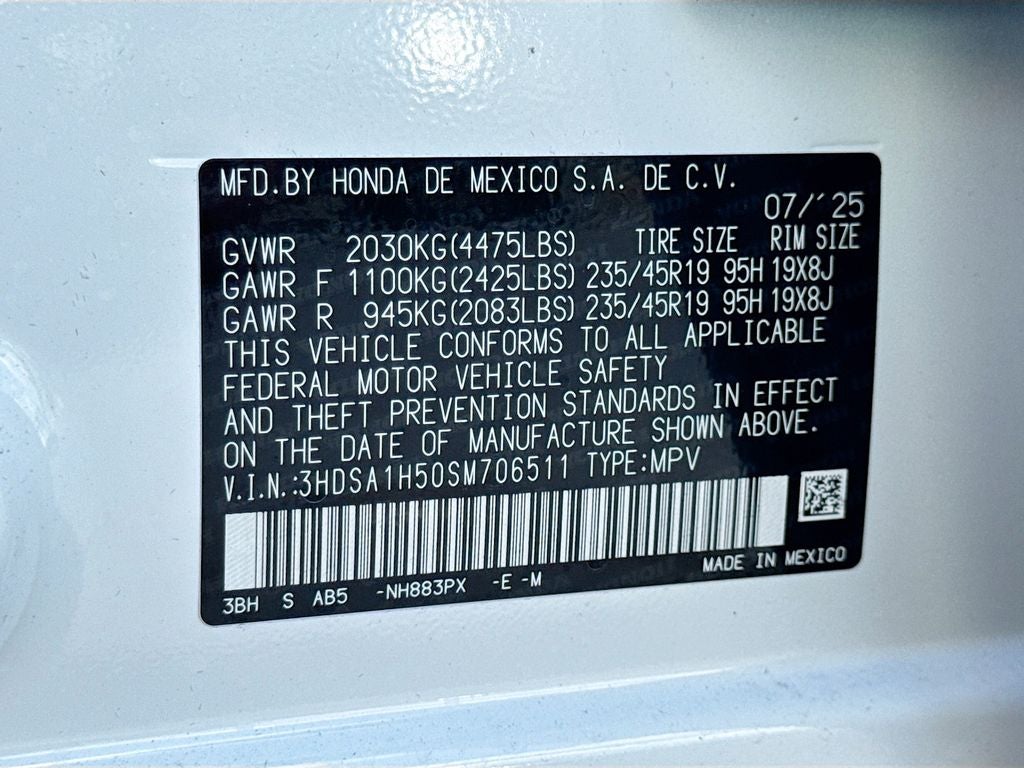 MFD.BY HONDA DE MEXICO S.A. DE C.V.
07/´25
GVWR 2030KG(4475LBS) TIRE SIZE RIM SIZE
GAWR F 1100KG(2425LBS) 235/45R19 95H 19X8J
GAWR R 945KG(2083LBS) 235/45R19 95H 19X8J
THIS VEHICLE CONFORMS TO ALL APPLICABLE
FEDERAL MOTOR VEHICLE SAFETY
AND THEFT PREVENTION STANDARDS IN EFFECT
ON THE DATE OF MANUFACTURE SHOWN ABOVE.
V.I.N.:3HDSA1H50SM706511 TYPE:MPV
3BH S AB5 -NH883PX -E -M MADE IN MEXICO